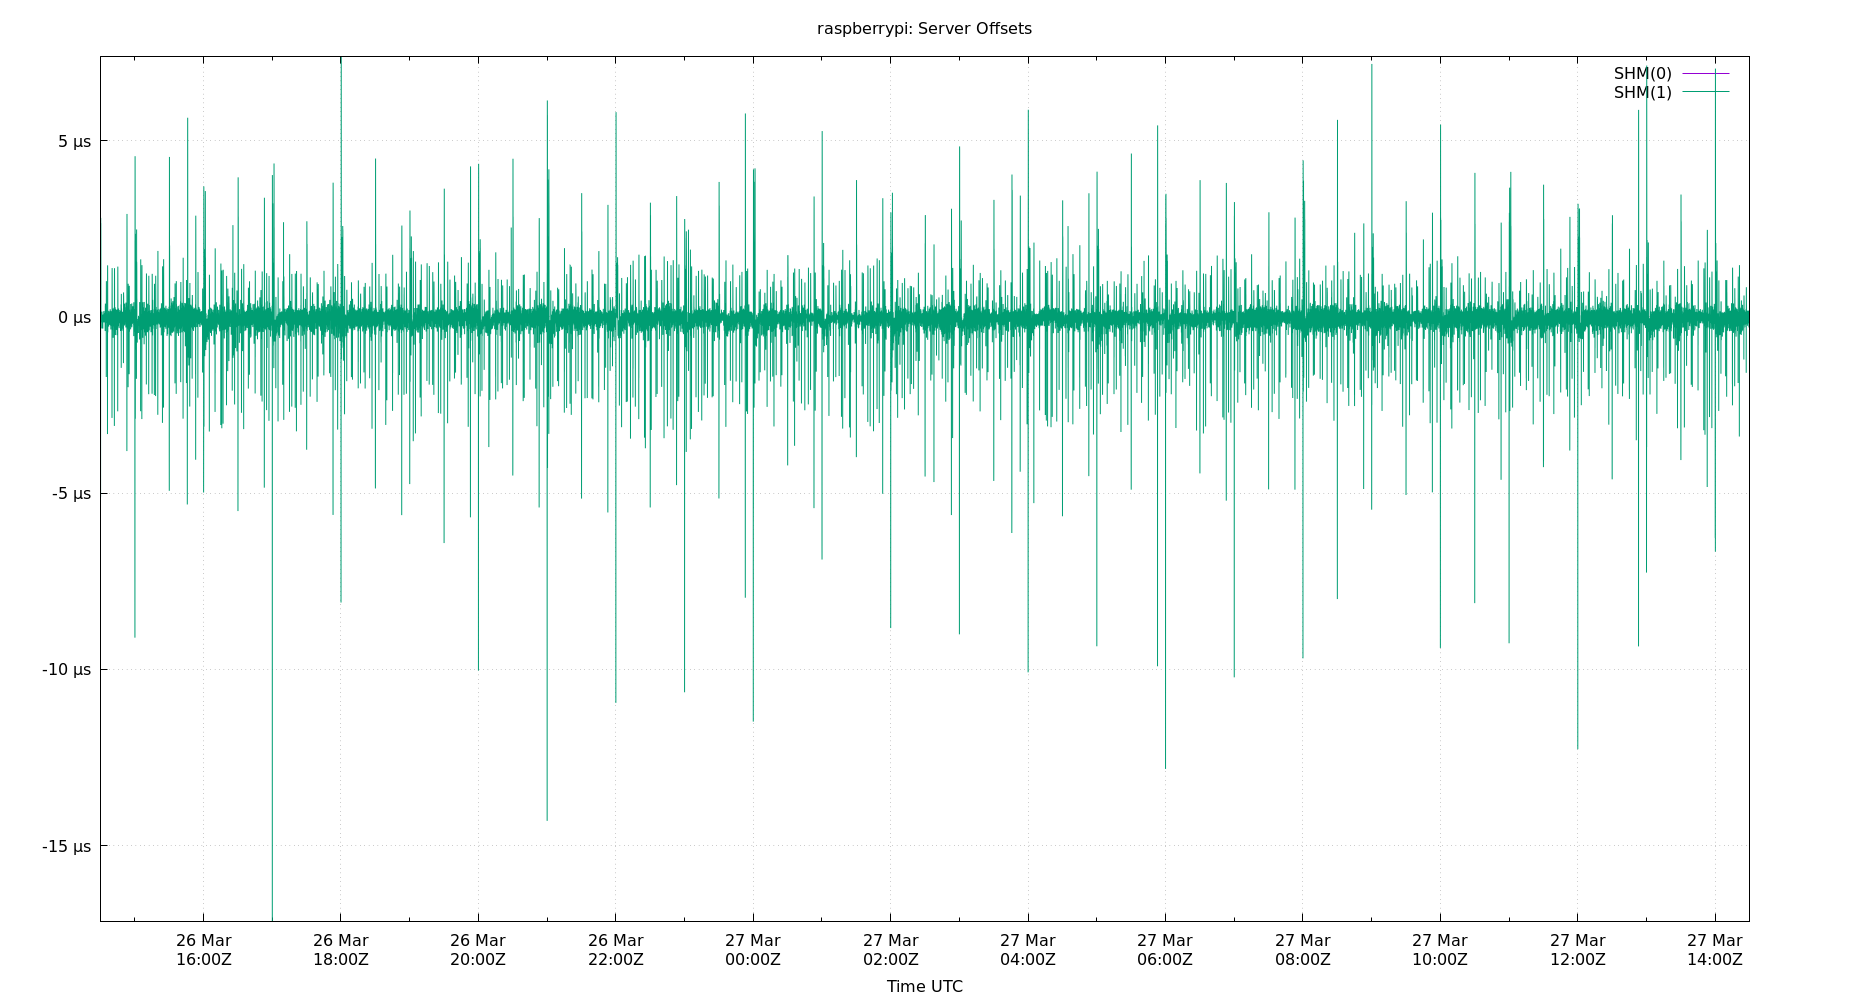 raspberrypi: Server Offsets
SHM(0)
SHM(1)
5 µs
0 µs
-5 µs
-10 µs
-15 µs
26 Mar 26 Mar 26 Mar 26 Mar 27 Mar 27 Mar 27 Mar 27 Mar 27 Mar 27 Mar 27 Mar 27 Mar
16:00Z 18:00Z 20:00Z 22:00Z 00:00Z 02:00Z 04:00Z 06:00Z 08:00Z 10:00Z 12:00Z 14:00Z
Time UTC